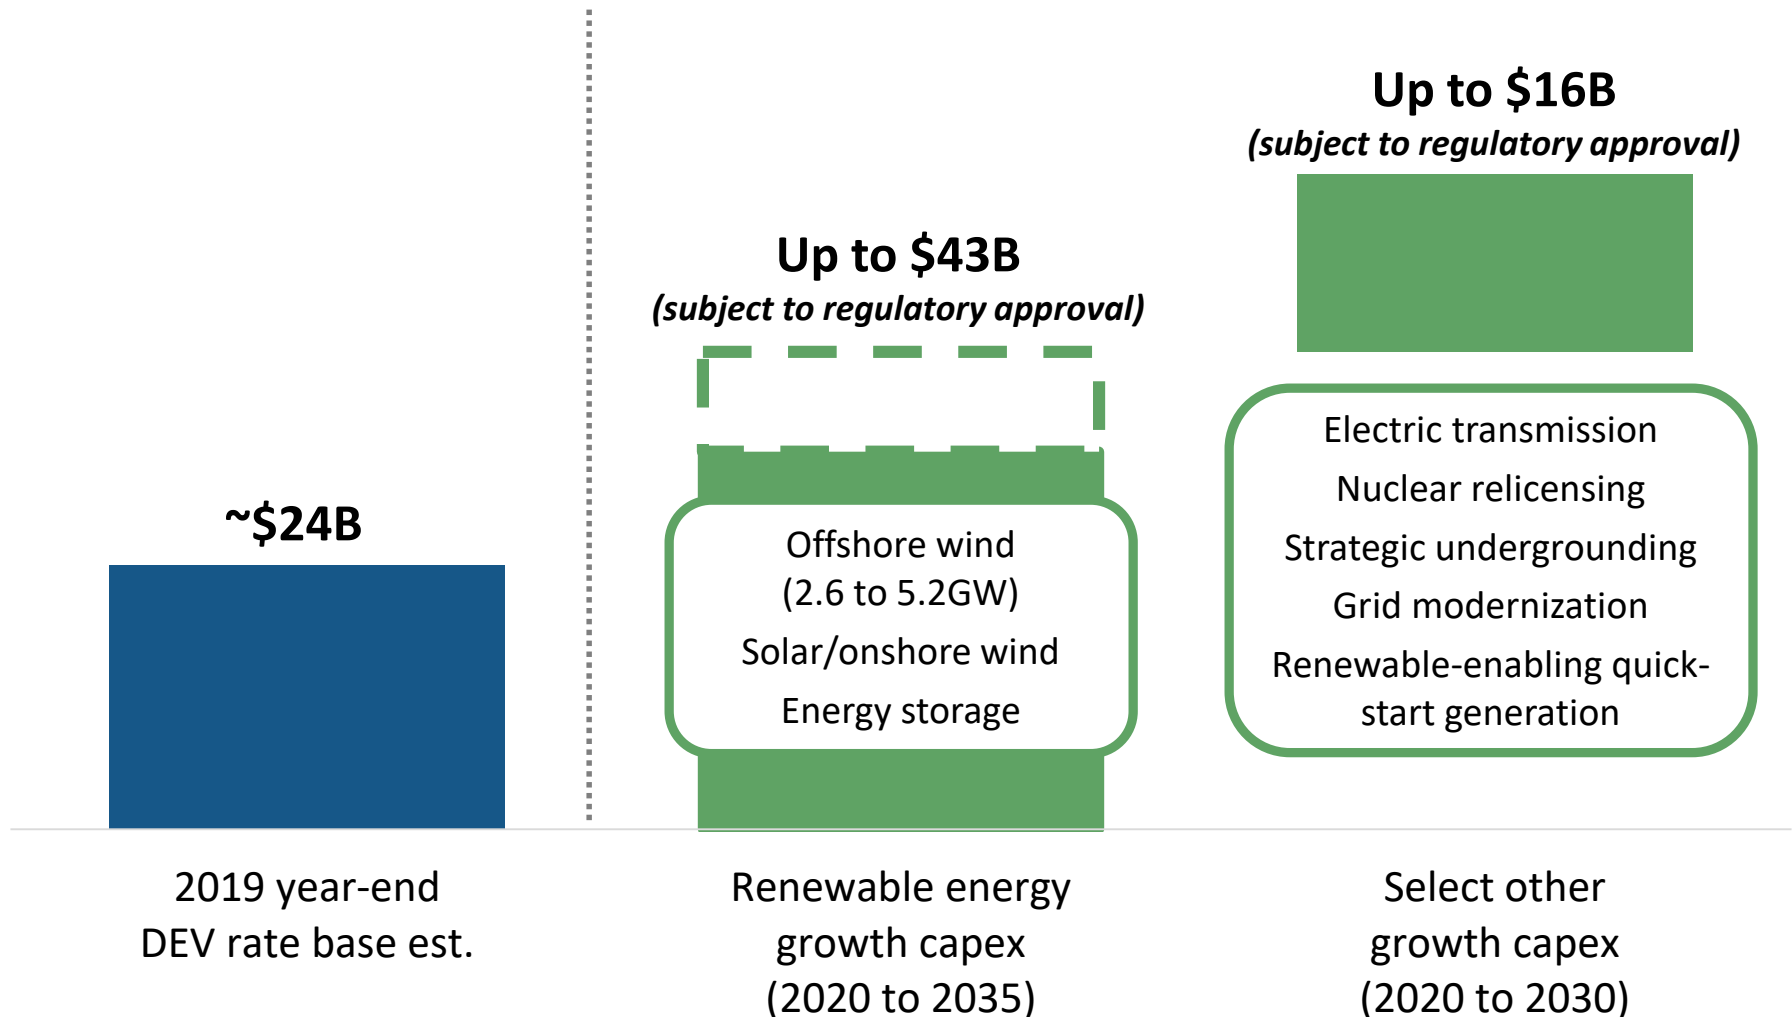 ~$24B
2019 year-end
DEV rate base est.
Up to $43B
(subject to regulatory approval)
Offshore wind
(2.6 to 5.2GW)
Solar/onshore wind
Energy storage
Renewable energy
growth capex
(2020 to 2035)
Up to $16B
(subject to regulatory approval)
Electric transmission
Nuclear relicensing
Strategic undergrounding
Grid modernization
Renewable-enabling quick-
start generation
Select other
growth capex
(2020 to 2030)